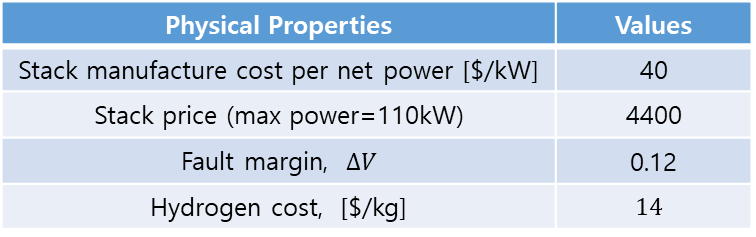 Physical Properties Values
Stack manufacture cost per net power [$/kW] 40
Stack price (max power=110kW) 4400
Fault margin, ΔV 0.12
Hydrogen cost, [$/kg] 14